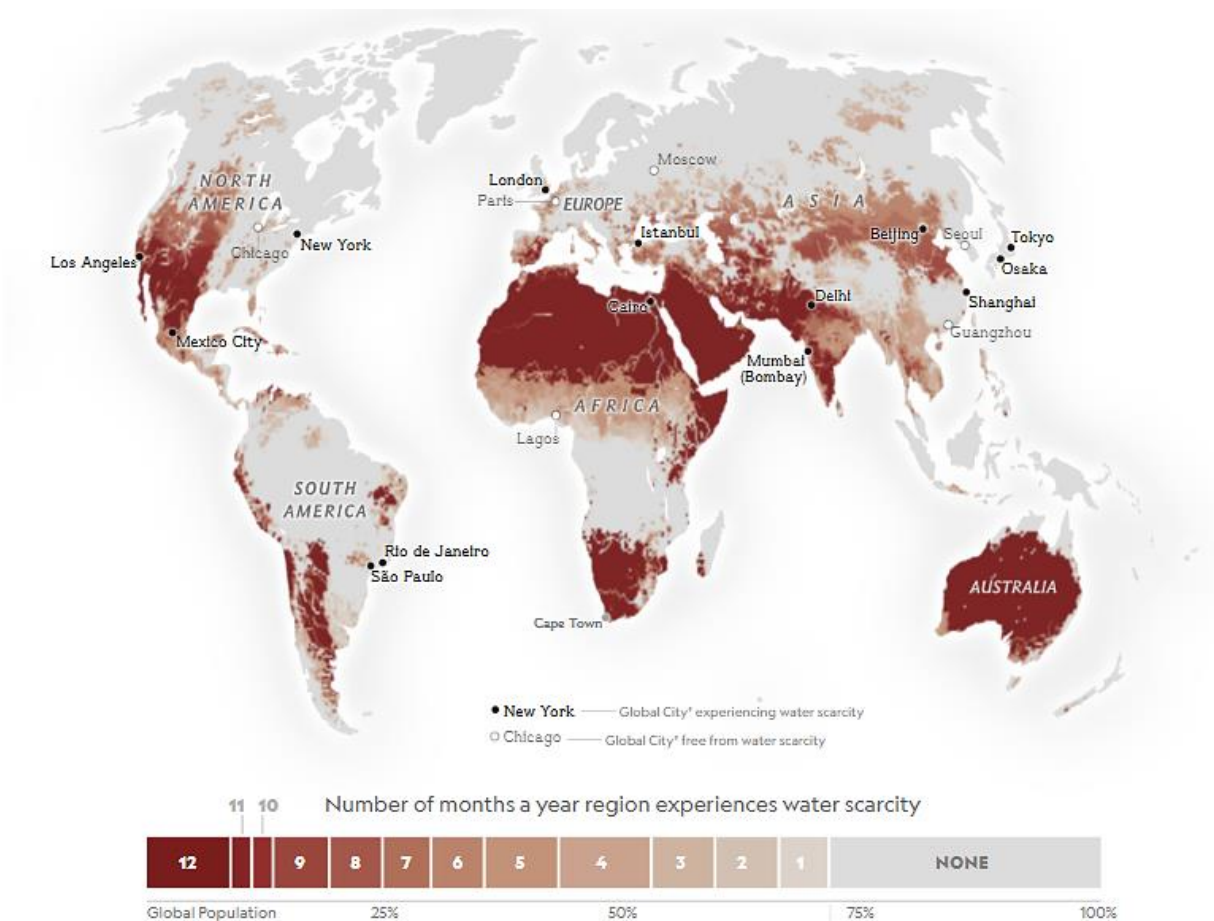 NORTH
AMERICA
Chicago
New York
Los Angeles
Mexico City
SOUTH
AMERICA
Rio de Janeiro
São Paulo
London
Paris
EUROPE
Moscow
Istanbul
Cairo
AFRICA
Lagos
Cape Town
ASIA
Beijing
Seoul
Tokyo
Osaka
Shanghai
Guangzhou
Delhi
Mumbai
(Bombay)
AUSTRALIA
New York Global City* experiencing water scarcity
Chicago Global City* free from water scarcity
11 10 Number of months a year region experiences water scarcity
12 9 8 7 6 5 4 3 2 1 NONE
Global Population 25% 50% 75% 100%